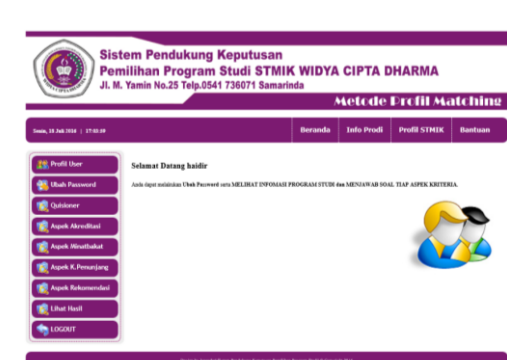 Sistem Pendukung Keputusan
Pemilihan Program Studi STMIK WIDYA CIPTA DHARMA
Jl. M. Yamin No.25 Telp.0541 736071 Samarinda
Metode Profil Matching
Beranda
Info Prodi
Profil STMIK
Bantuan
Profil User
Ubah Password
Quisioner
Aspek Akreditasi
Aspek Minatbakat
Aspek K.Penunjang
Aspek Rekomendasi
Lihat Hasil
LOGOUT
Selamat Datang haidir
Anda dapat melakukan Ubah Password serta MELIHAT INFOMASI PROGRAM STUDI dan MENJAWAB SOAL TIAP ASPEK KRITERIA.